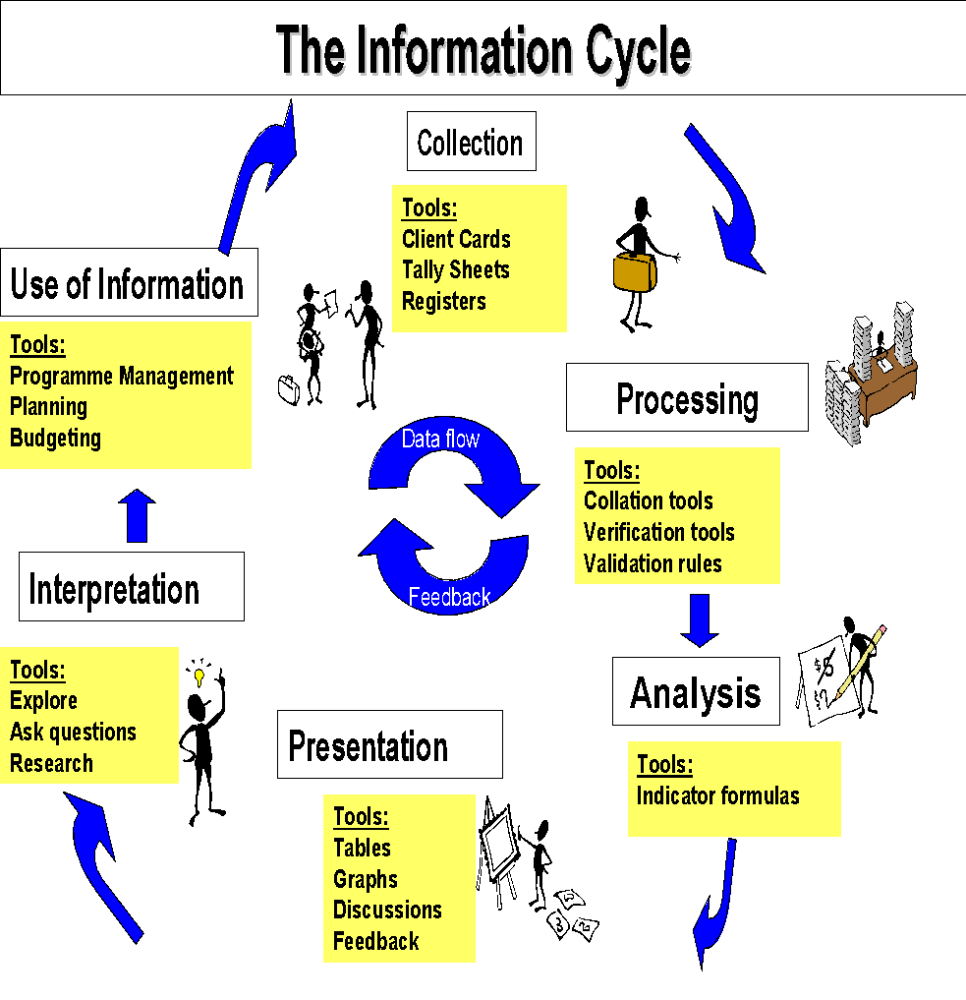 The Information Cycle
Collection
Tools:
Client Cards
Tally Sheets
Registers
Use of Information
Tools:
Programme Management
Planning
Budgeting
Processing
Tools:
Collation tools
Verification tools
Validation rules
Data flow
Feedback
Interpretation
Tools:
Explore
Ask questions
Research
Analysis
Tools:
Indicator formulas
Presentation
Tools:
Tables
Graphs
Discussions
Feedback